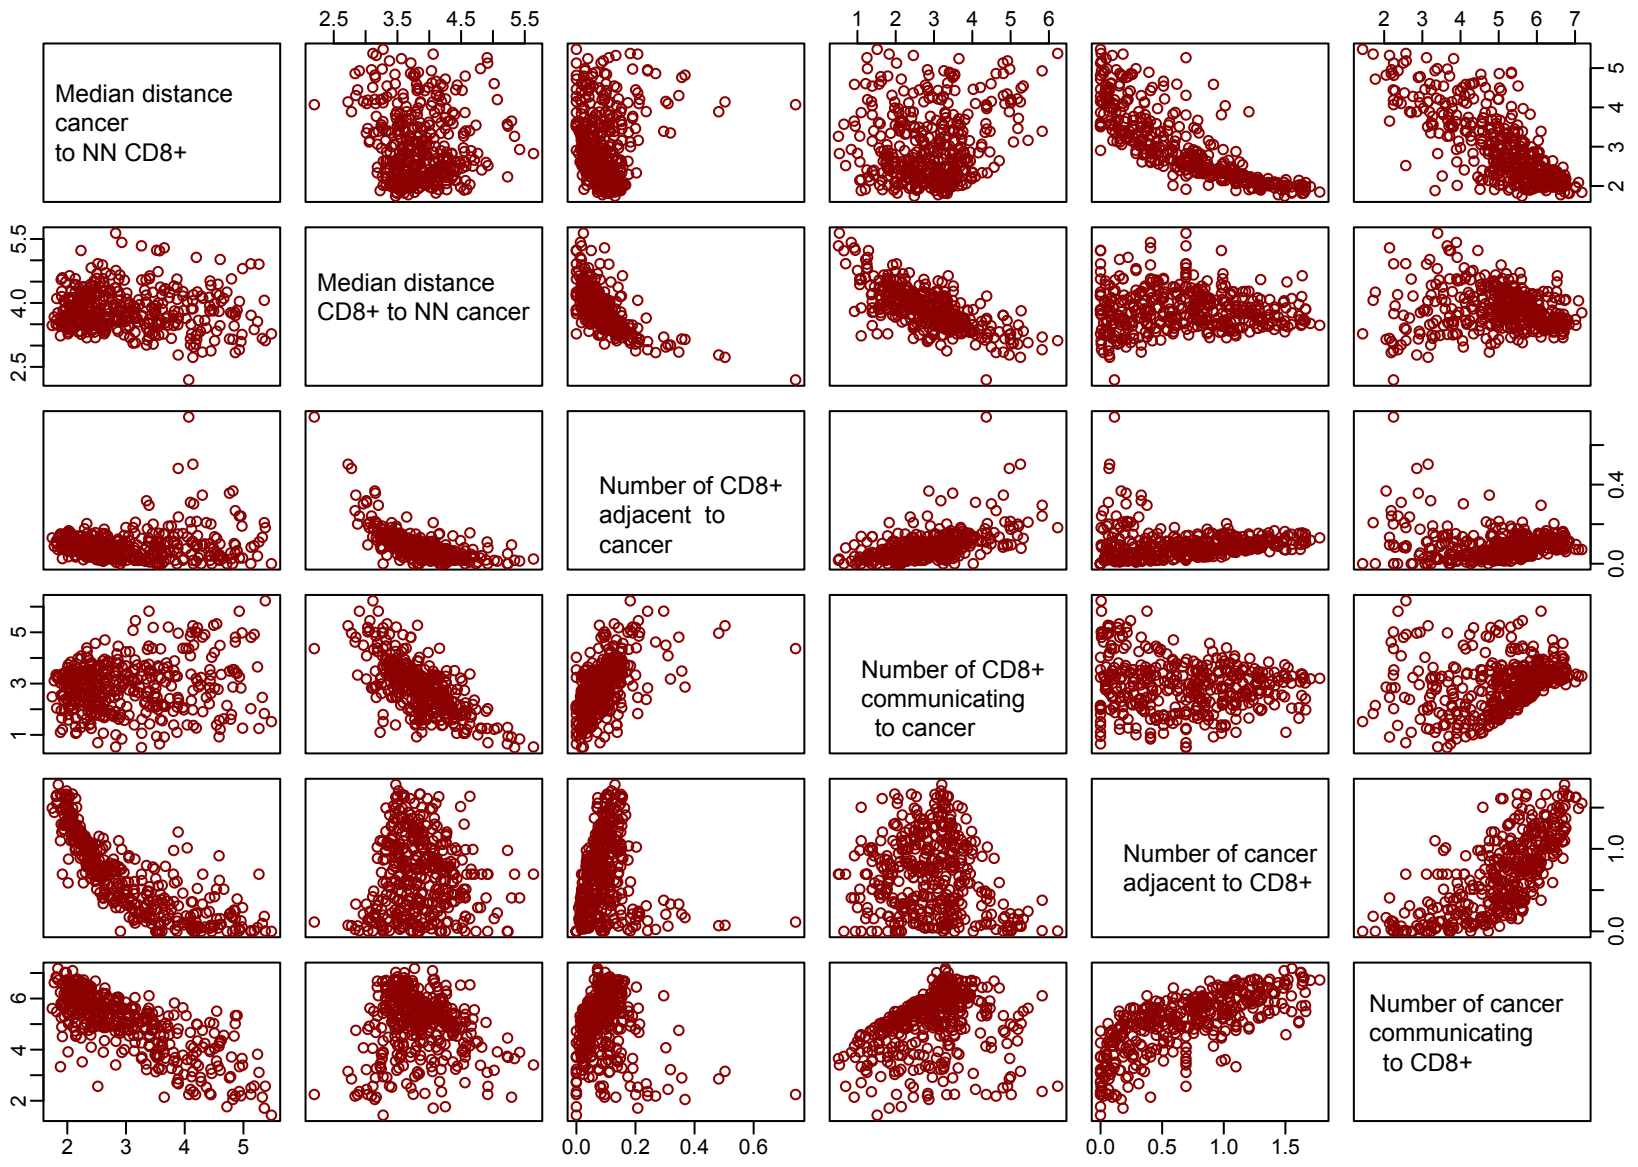 2.5 3.5 4.5 5.5
1 2 3 4 5 6
2 3 4 5 6 7
Median distance
cancer
to NN CD8+
2 3 4 5
2.5 4.0 5.5
Median distance
CD8+ to NN cancer
Number of CD8+
adjacent to
cancer
0.0 0.4
1 3 5
Number of CD8+
communicating
to cancer
Number of cancer
adjacent to CD8+
0.0 1.0
2 4 6
Number of cancer
communicating
to CD8+
2 3 4 5
0.0 0.2 0.4 0.6
0.0 0.5 1.0 1.5